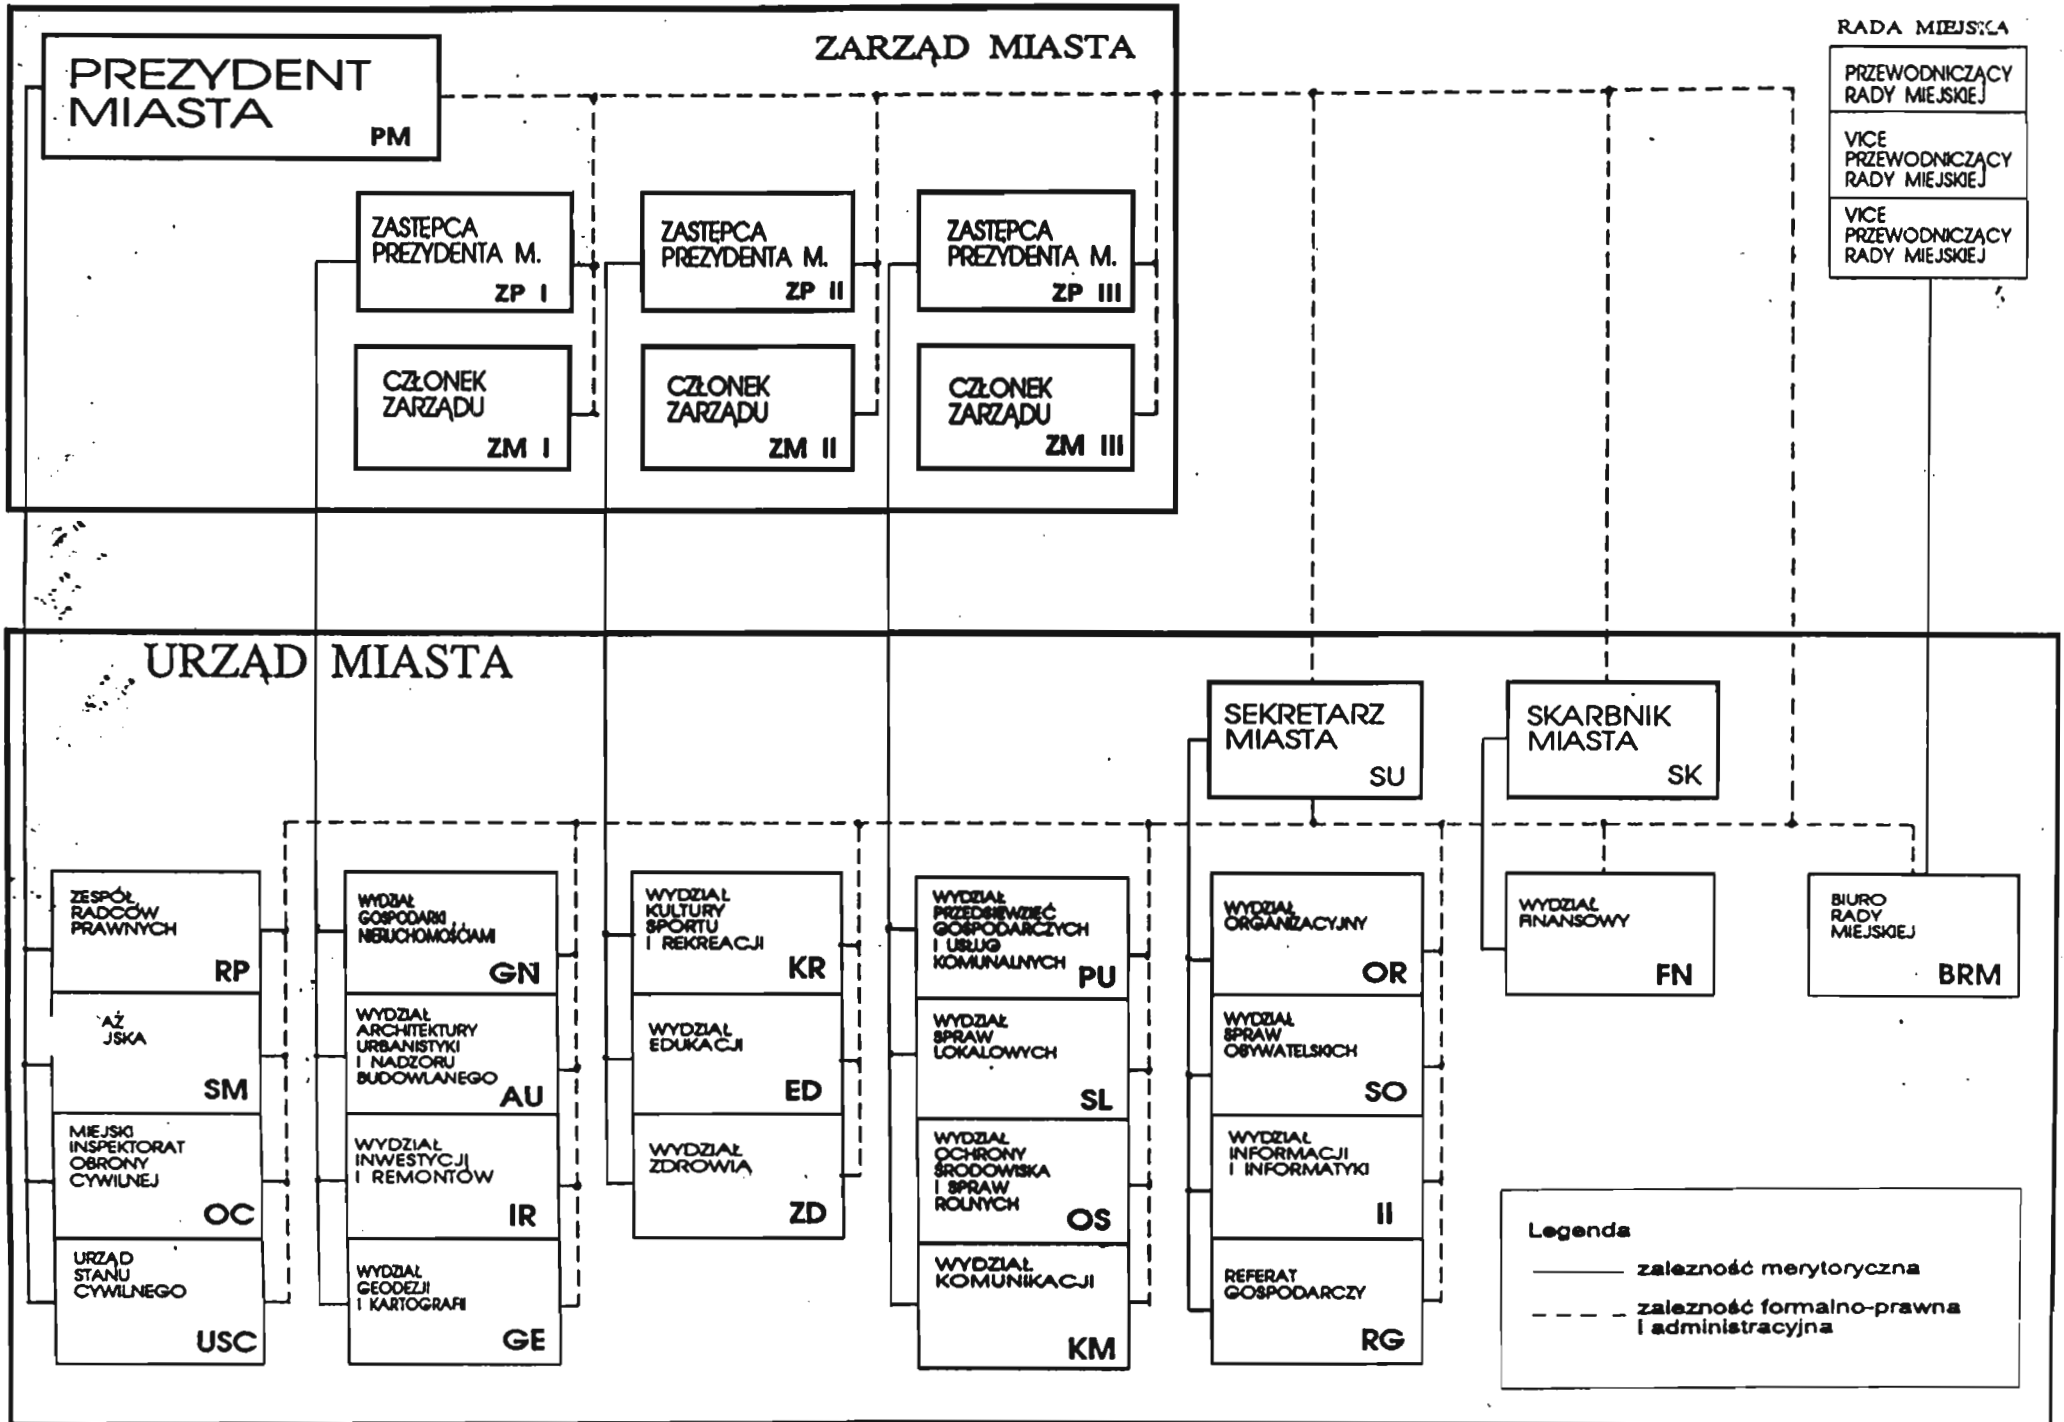 ZARZĄD MIASTA
PREZYDENT
MIASTA
PM
ZASTĘPCA
PREZYDENTA M.
ZP I
ZASTĘPCA
PREZYDENTA M.
ZP II
ZASTĘPCA
PREZYDENTA M.
ZP III
CZŁONEK
ZARZĄDU
ZM I
CZŁONEK
ZARZĄDU
ZM II
CZŁONEK
ZARZĄDU
ZM III
RADA MIEJSKA
PRZEWODNICZĄCY
RADY MIEJSKIEJ
VICE
PRZEWODNICZĄCY
RADY MIEJSKIEJ
VICE
PRZEWODNICZĄCY
RADY MIEJSKIEJ
URZĄD MIASTA
SEKRETARZ
MIASTA
SU
SKARBNIK
MIASTA
SK
ZESPÓŁ
RADCÓW
PRAWNYCH
RP
AŻ
JSKA
SM
MIEJSKI
INSPEKTORAT
OBRONY
CYWILNEJ
OC
URZĄD
STANU
CYWILNEGO
USC
WYDZIAŁ
GOSPODARKI
NIERUCHOMOŚCIAMI
GN
WYDZIAŁ
ARCHITEKTURY
URBANISTYKI
I NADZORU
BUDOWLANEGO
AU
WYDZIAŁ
INWESTYCJI
I REMONTÓW
IR
WYDZIAŁ
GEODEZJI
I KARTOGRAFII
GE
WYDZIAŁ
KULTURY
SPORTU
I REKREACJI
KR
WYDZIAŁ
EDUKACJI
ED
WYDZIAŁ
ZDROWIA
ZD
WYDZIAŁ
PRZEDSIEWZIĘĆ
GOSPODARCZYCH
I USŁUG
KOMUNALNYCH
PU
WYDZIAŁ
SPRAW
LOKALOWYCH
SL
WYDZIAŁ
OCHRONY
ŚRODOWISKA
I SPRAW
ROLNYCH
OS
WYDZIAŁ
KOMUNIKACJI
KM
WYDZIAŁ
ORGANIZACYJNY
OR
WYDZIAŁ
SPRAW
OBYWATELSKICH
SO
WYDZIAŁ
INFORMACJI
I INFORMATYKI
II
REFERAT
GOSPODARCZY
RG
WYDZIAŁ
FINANSOWY
FN
BIURO
RADY
MIEJSKIEJ
BRM
Legenda
zalezność merytoryczna
zalezność formalno-prawna
i administracyjna